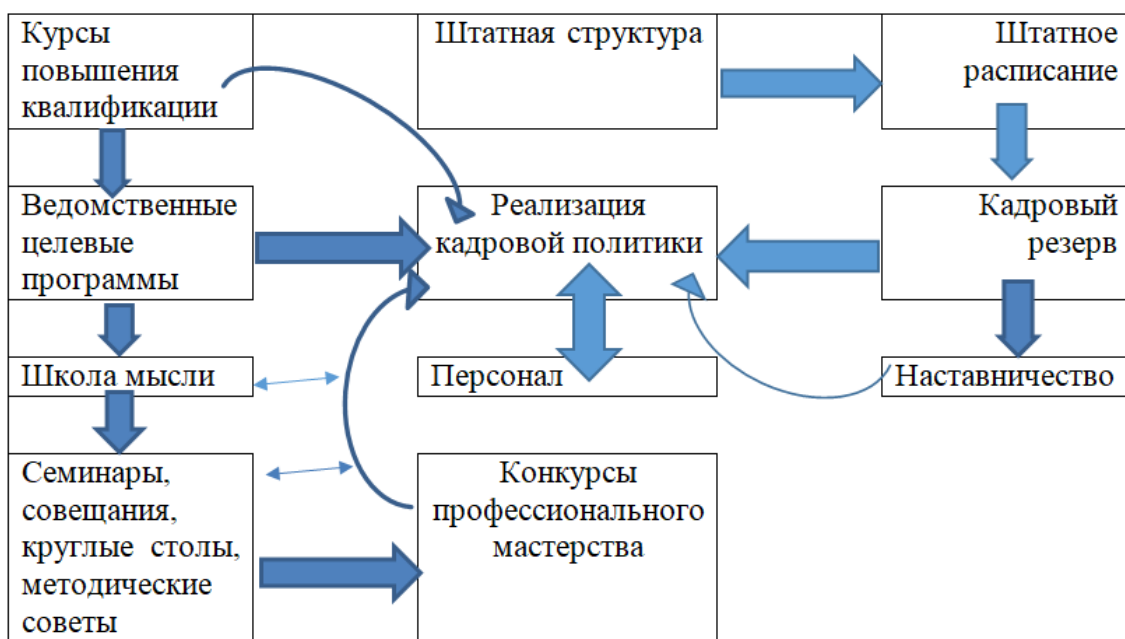 Курсы
повышения
квалификации
Штатная структура
Штатное
расписание
Ведомственные
целевые
программы
Реализация
кадровой политики
Кадровый
резерв
Школа мысли
Персонал
Наставничество
Семинары,
совещания,
круглые столы,
методические
советы
Конкурсы
профессионального
мастерства